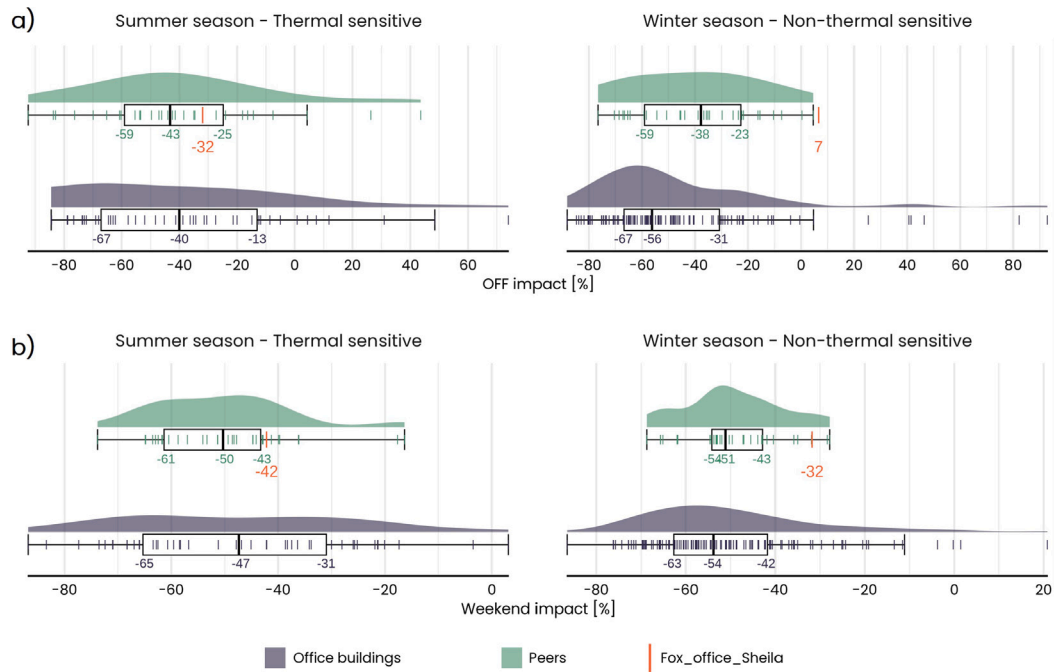 a)
Summer season - Thermal sensitive
Winter season - Non-thermal sensitive
-59 -43 -25
-32
-59 -38 -23
7
-67 -40 -13
-67 -56 -31
-80 -60 -40 -20 0 20 40 60
-80 -60 -40 -20 0 20 40 60 80
OFF impact [%]
b)
Summer season - Thermal sensitive
Winter season - Non-thermal sensitive
-61 -50 -43
-42
-54 -51 -43
-32
-65 -47 -31
-63 -54 -42
-80 -60 -40 -20 0
-80 -60 -40 -20 0 20
Weekend impact [%]
Office buildings Peers Fox_office_Sheila